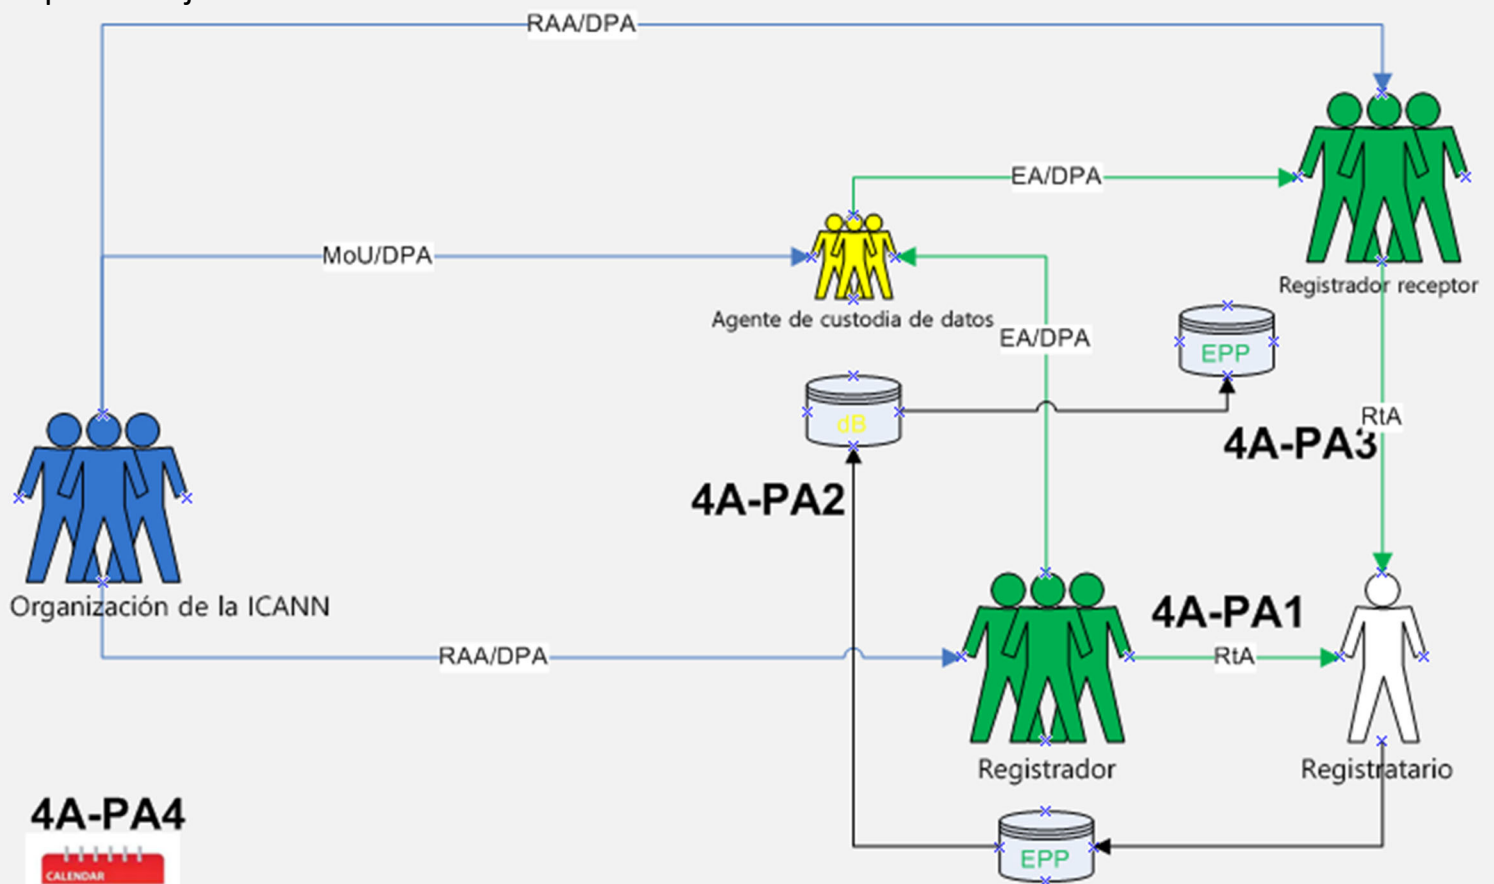 RAA/DPA
EA/DPA
MoU/DPA
Registrador receptor
Agente de custodia de datos
EA/DPA
EPP
dB
RtA
4A-PA3
4A-PA2
Organización de la ICANN
4A-PA1
RAA/DPA
RtA
Registrador
Registratario
4A-PA4
EPP
CALENDAR